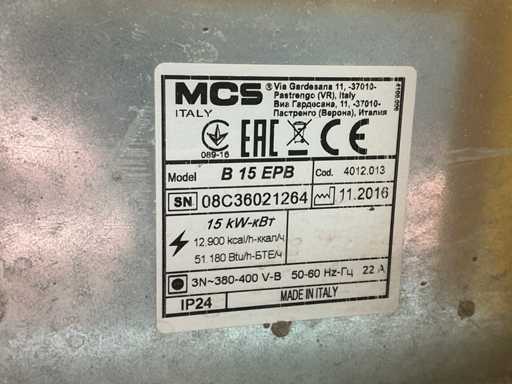 MCS
ITALY
® Via Gardesana 11, -37010-
Pastrengo (VR), Italy
Виа Гардесана, 11, -37010-
Пастренго (Верона), Италия
4100.006
089-16
EAC
CE
Model B 15 EPB Cod. 4012.013
SN 08C36021264 11.2016
15 kW-кВт
12.900 kcal/h-ккал/ч
51.180 Btu/h-БТЕ/ч
3N~380-400 V-В 50-60 Hz-Гц 22 A
IP24 MADE IN ITALY